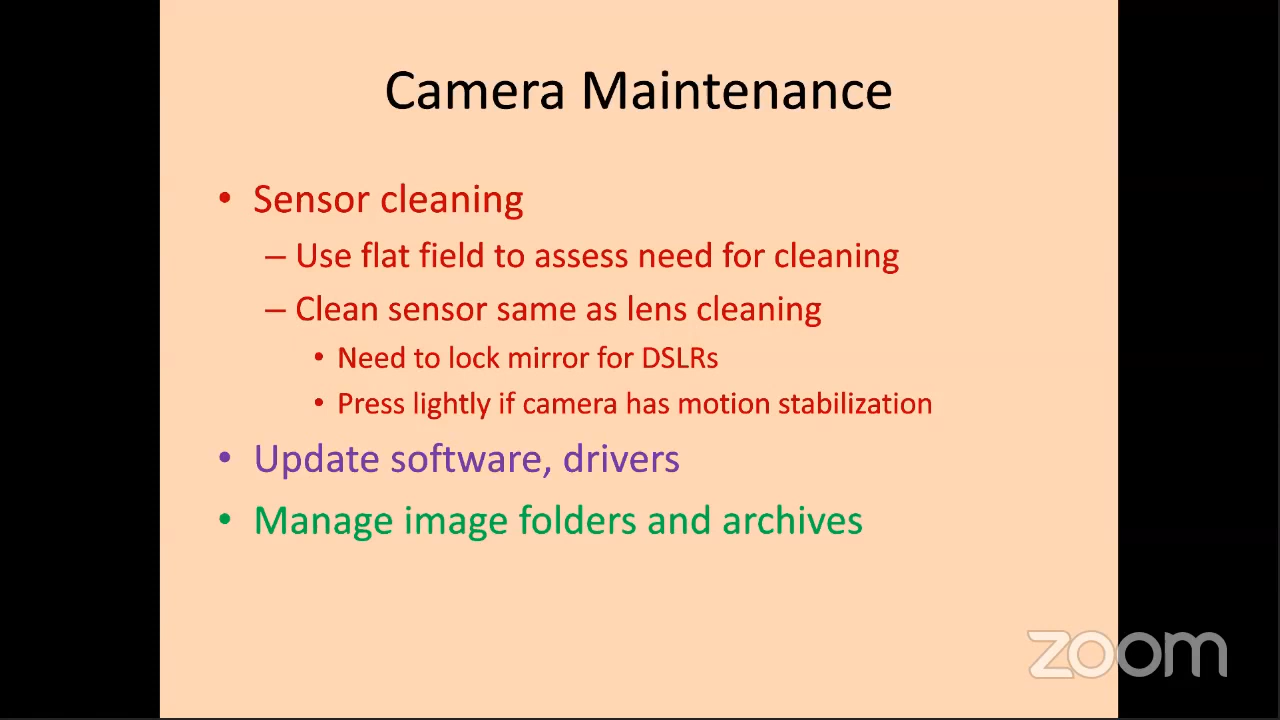 Camera Maintenance
• Sensor cleaning
– Use flat field to assess need for cleaning
– Clean sensor same as lens cleaning
• Need to lock mirror for DSLRs
• Press lightly if camera has motion stabilization
• Update software, drivers
• Manage image folders and archives
zoom